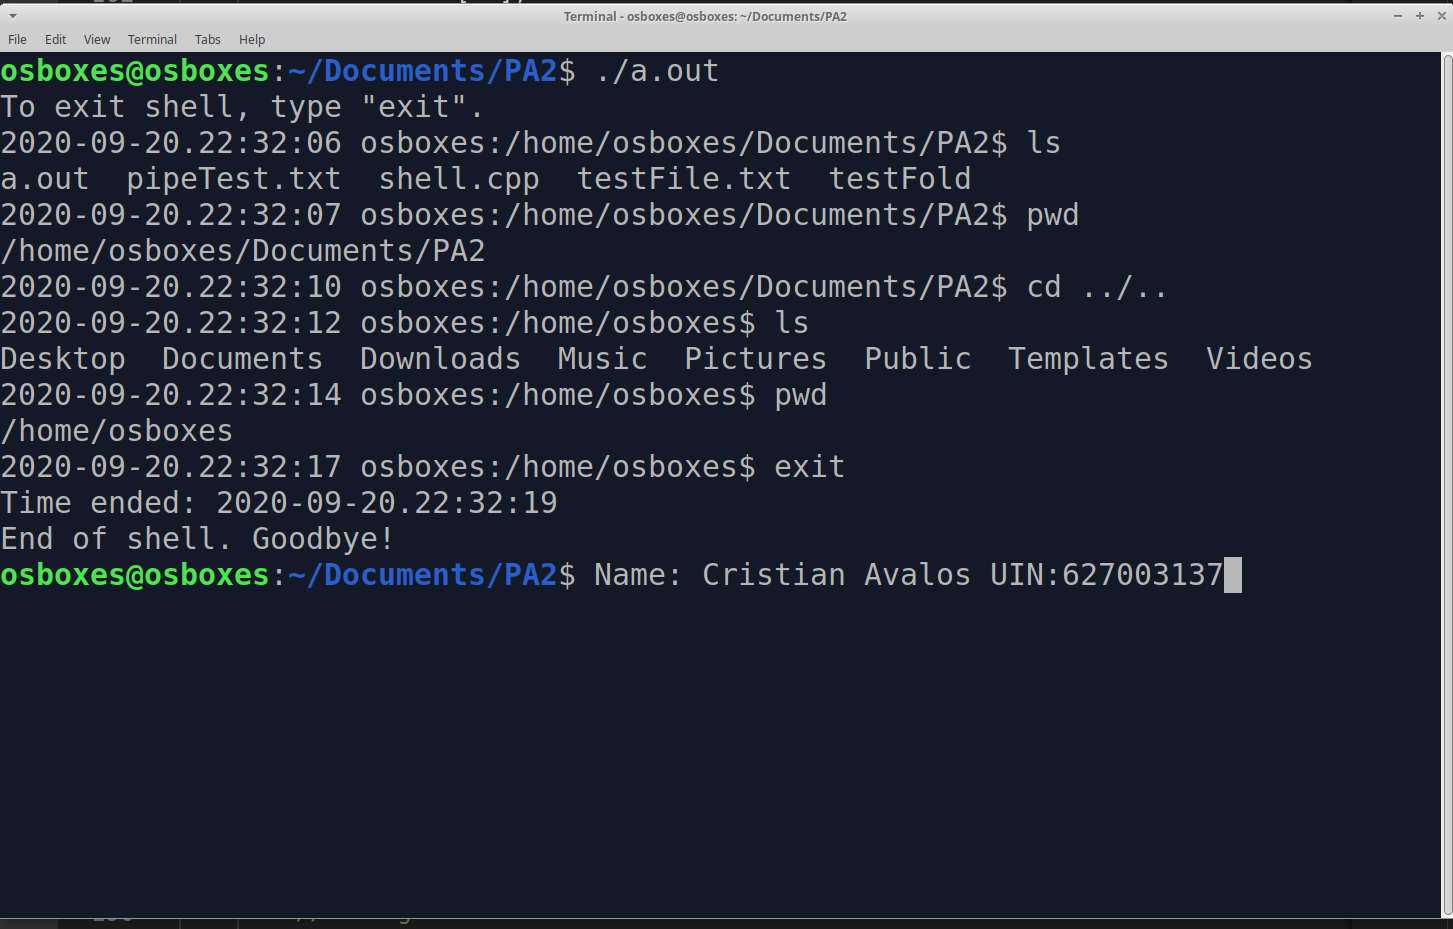 Terminal - osboxes@osboxes: ~/Documents/PA2
File Edit View Terminal Tabs Help
osboxes@osboxes:~/Documents/PA2$ ./a.out
To exit shell, type "exit".
2020-09-20.22:32:06 osboxes:/home/osboxes/Documents/PA2$ ls
a.out  pipeTest.txt  shell.cpp  testFile.txt  testFold
2020-09-20.22:32:07 osboxes:/home/osboxes/Documents/PA2$ pwd
/home/osboxes/Documents/PA2
2020-09-20.22:32:10 osboxes:/home/osboxes/Documents/PA2$ cd ../..
2020-09-20.22:32:12 osboxes:/home/osboxes$ ls
Desktop  Documents  Downloads  Music  Pictures  Public  Templates  Videos
2020-09-20.22:32:14 osboxes:/home/osboxes$ pwd
/home/osboxes
2020-09-20.22:32:17 osboxes:/home/osboxes$ exit
Time ended: 2020-09-20.22:32:19
End of shell. Goodbye!
osboxes@osboxes:~/Documents/PA2$ Name: Cristian Avalos UIN:627003137